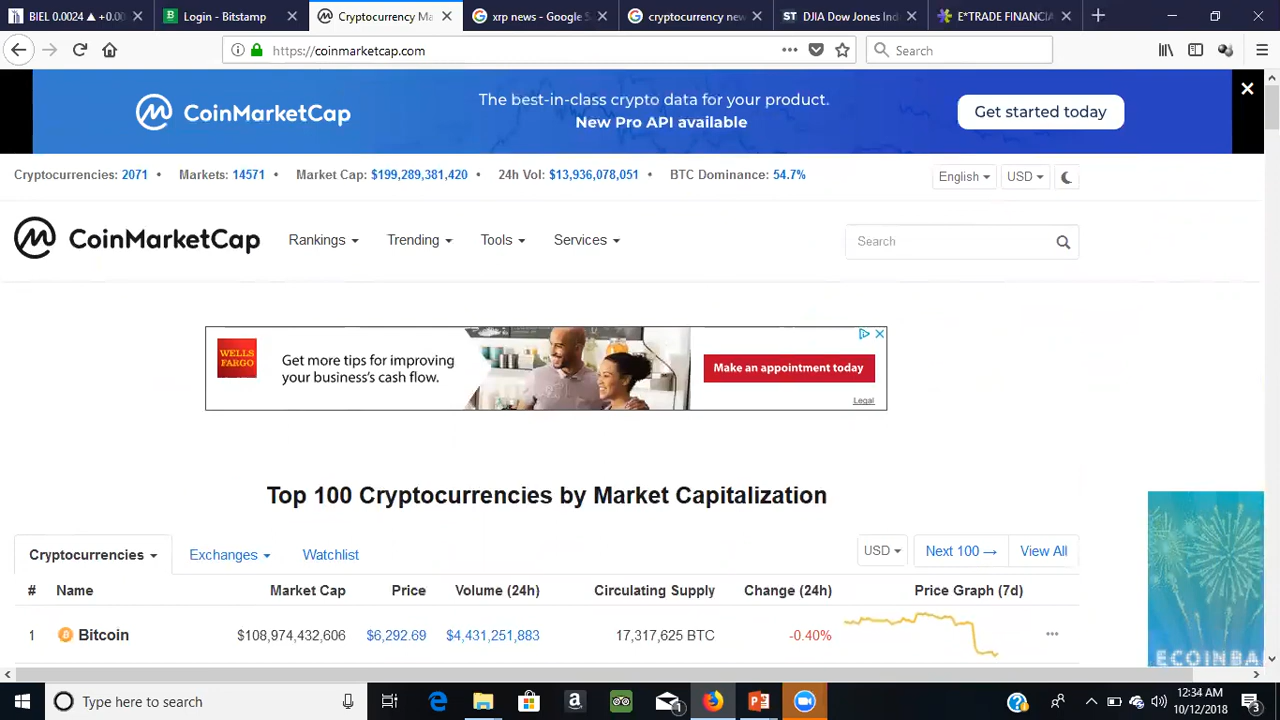 BIEL 0.0024 ▲ +0.0
Login - Bitstamp
Cryptocurrency Ma
xrp news - Google S
cryptocurrency new
ST DJIA Dow Jones Ind
E*TRADE FINANCIA
https://coinmarketcap.com
Search
CoinMarketCap
The best-in-class crypto data for your product.
New Pro API available
Get started today
Cryptocurrencies: 2071 • Markets: 14571 • Market Cap: $199,289,381,420 • 24h Vol: $13,936,078,051 • BTC Dominance: 54.7%
English USD
CoinMarketCap
Rankings Trending Tools Services
Search
WELLS
FARGO
Get more tips for improving
your business's cash flow.
Make an appointment today
Legal
Top 100 Cryptocurrencies by Market Capitalization
Cryptocurrencies Exchanges Watchlist USD Next 100 → View All
# Name Market Cap Price Volume (24h) Circulating Supply Change (24h) Price Graph (7d)
1 Bitcoin $108,974,432,606 $6,292.69 $4,431,251,883 17,317,625 BTC -0.40%
ECOINBA
Type here to search
1
12:34 AM
10/12/2018
3